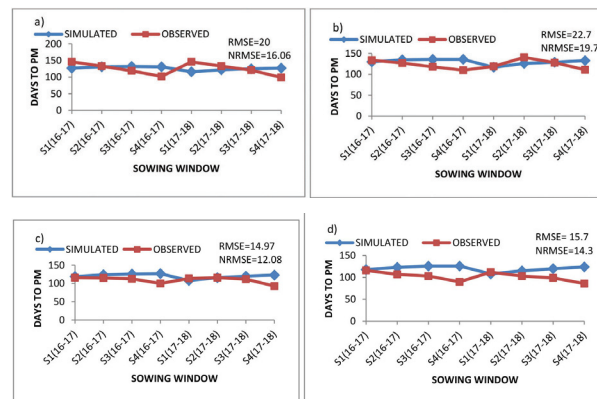 a)
SIMULATED OBSERVED
RMSE=20
NRMSE=16.06
DAYS TO PM
200
150
100
50
0
S1(16-17) S2(16-17) S3(16-17) S4(16-17) S1(17-18) S2(17-18) S3(17-18) S4(17-18)
SOWING WINDOW
b)
SIMULATED OBSERVED
RMSE=22.7
NRMSE=19.7
DAYS TO PM
150
100
50
0
S1(16-17) S2(16-17) S3(16-17) S4(16-17) S1(17-18) S2(17-18) S3(17-18) S4(17-18)
SOWING WINDOW
c)
SIMULATED OBSERVED
RMSE=14.97
NRMSE=12.08
DAYS TO PM
150
100
50
0
S1(16-17) S2(16-17) S3(16-17) S4(16-17) S1(17-18) S2(17-18) S3(17-18) S4(17-18)
SOWING WINDOW
d)
SIMULATED OBSERVED
RMSE= 15.7
NRMSE=14.3
DAYS TO PM
150
100
50
0
S1(16-17) S2(16-17) S3(16-17) S4(16-17) S1(17-18) S2(17-18) S3(17-18) S4(17-18)
SOWING WINDOW